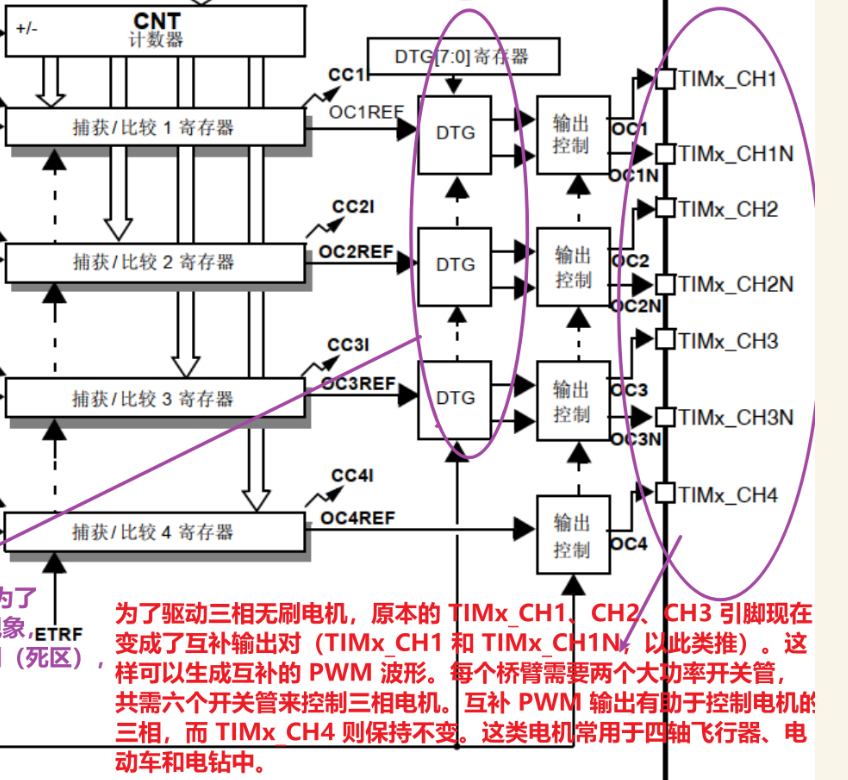 +/-
CNT
计数器
DTG[7:0]寄存器
CC1I
捕获/比较 1 寄存器
OC1REF
DTG
输出
控制
OC1
OC1N
TIMx_CH1
TIMx_CH1N
CC2I
捕获/比较 2 寄存器
OC2REF
DTG
输出
控制
OC2
OC2N
TIMx_CH2
TIMx_CH2N
CC3I
捕获/比较 3 寄存器
OC3REF
DTG
输出
控制
OC3
OC3N
TIMx_CH3
TIMx_CH3N
CC4I
捕获/比较 4 寄存器
OC4REF
输出
控制
OC4
TIMx_CH4
ETRF
为了
象,
(死区),
为了驱动三相无刷电机，原本的 TIMx_CH1、CH2、CH3 引脚现在
变成了互补输出对（TIMx_CH1 和 TIMx_CH1N，以此类推）。这
样可以生成互补的 PWM 波形。每个桥臂需要两个大功率开关管，
共需六个开关管来控制三相电机。互补 PWM 输出有助于控制电机的
三相，而 TIMx_CH4 则保持不变。这类电机常用于四轴飞行器、电
动车和电钻中。